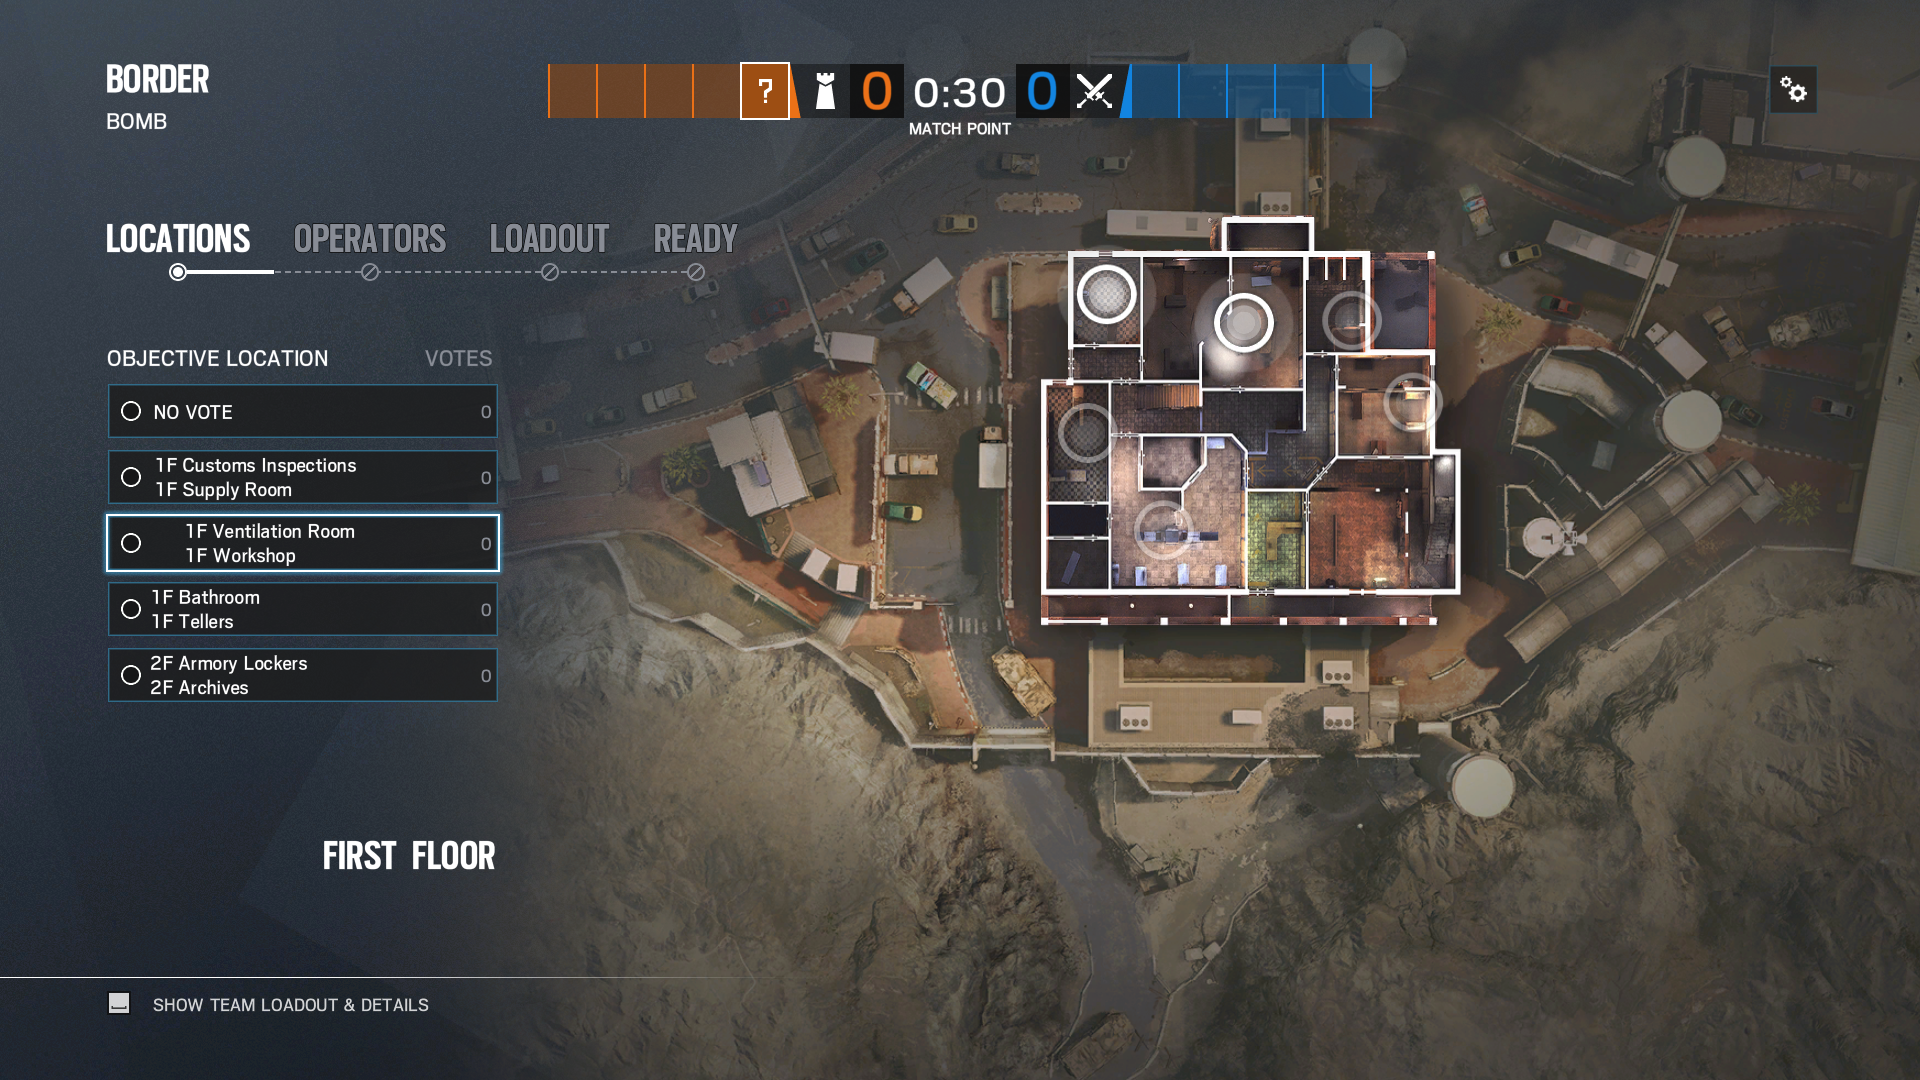 BORDER
BOMB
?
0
0:30
0
MATCH POINT
LOCATIONS
OPERATORS
LOADOUT
READY
OBJECTIVE LOCATION
VOTES
NO VOTE
0
1F Customs Inspections
1F Supply Room
0
1F Ventilation Room
1F Workshop
0
1F Bathroom
1F Tellers
0
2F Armory Lockers
2F Archives
0
FIRST FLOOR
SHOW TEAM LOADOUT & DETAILS